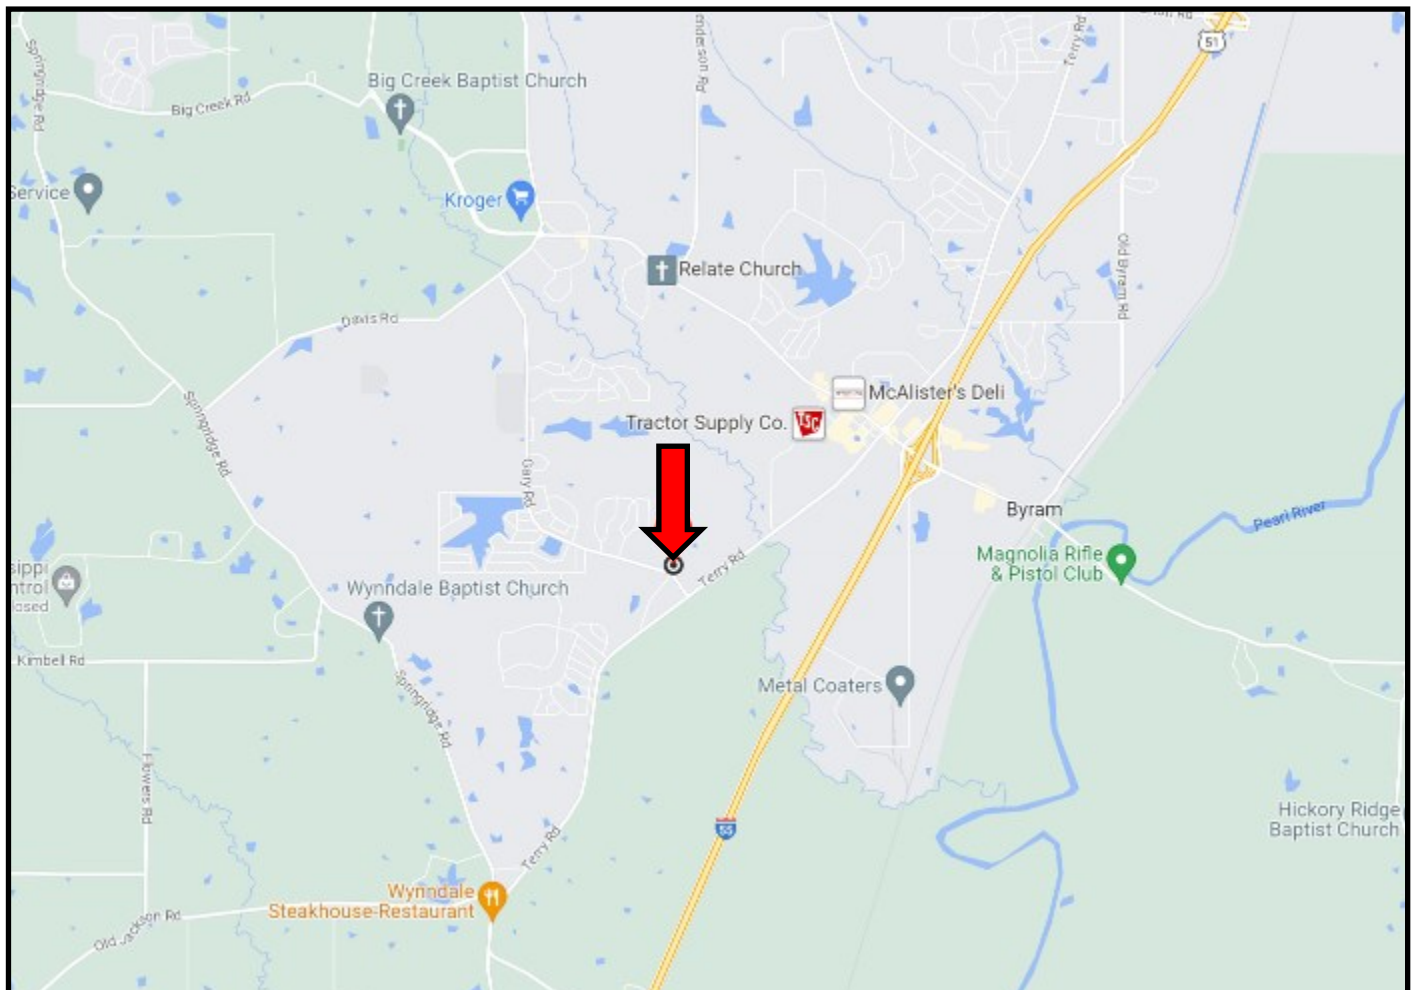 51
Terry Rd
Springridge Rd
Big Creek Baptist Church
Big Creek Rd
Service
Kroger
Relate Church
Old Byram Rd
Davis Rd
McAlister's Deli
Tractor Supply Co.
TSC
Springridge Rd
Gary Rd
Byram
Pearl River
Magnolia Rifle
& Pistol Club
Terry Rd
Wynndale Baptist Church
Kimbell Rd
Metal Coaters
Springridge Rd
Flowers Rd
55
Hickory Ridge
Baptist Church
Terry Rd
Wynndale
Steakhouse-Restaurant
Old Jackson Rd